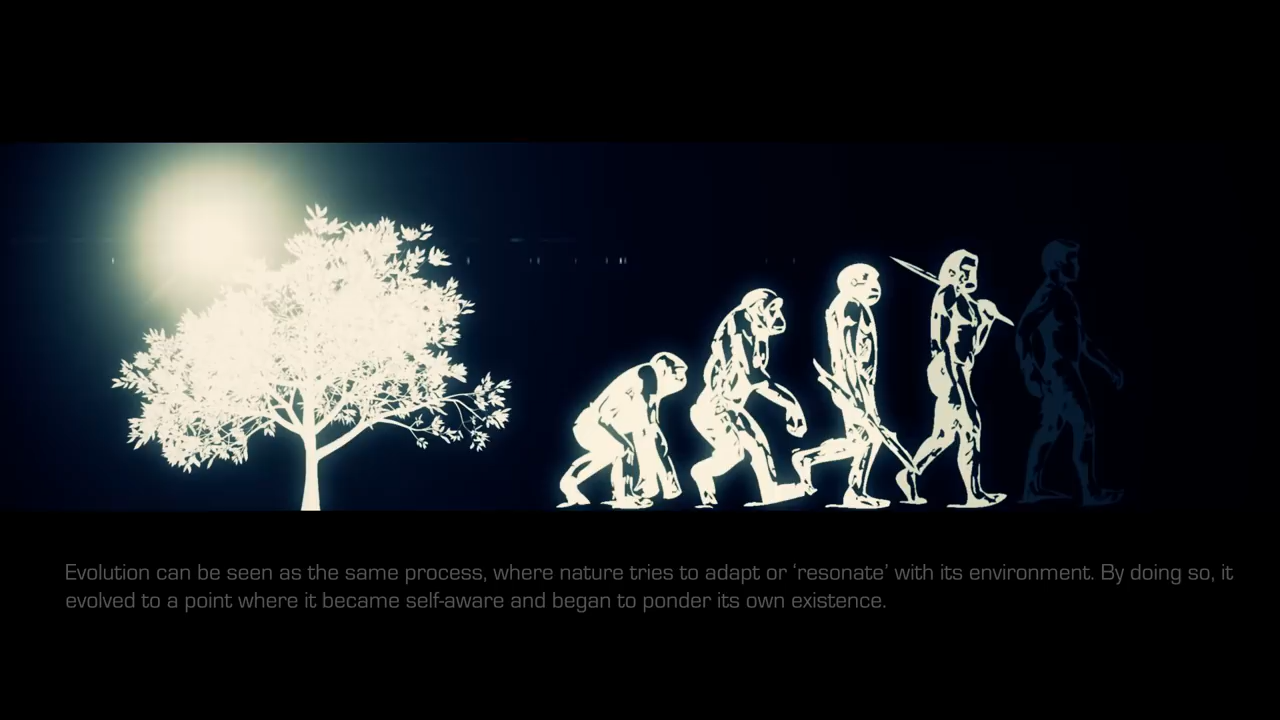 Evolution can be seen as the same process, where nature tries to adapt or ‘resonate’ with its environment. By doing so, it
evolved to a point where it became self-aware and began to ponder its own existence.